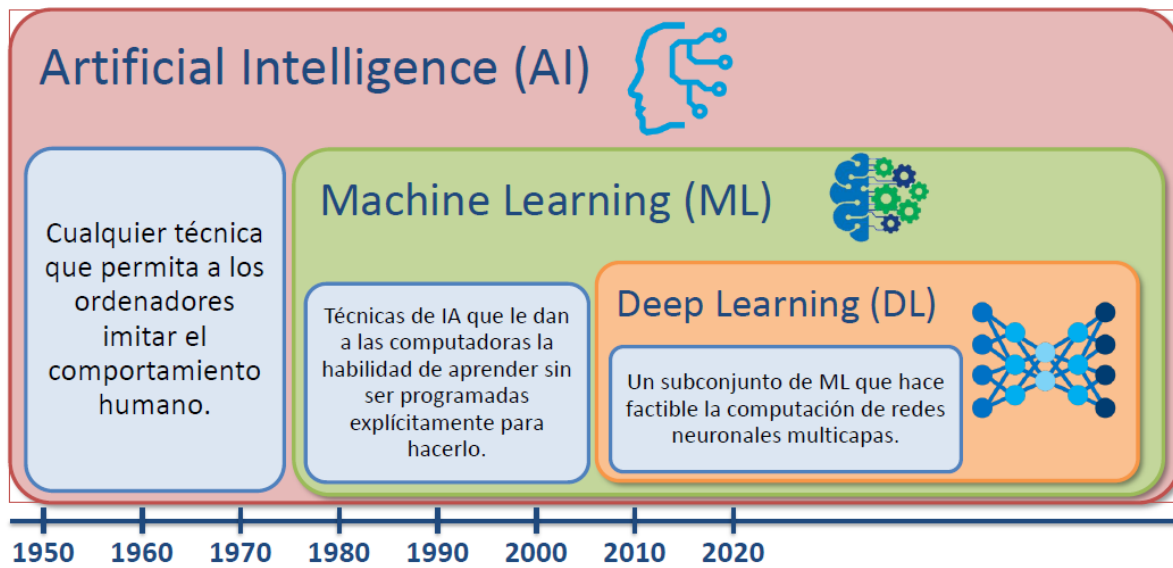 Artificial Intelligence (AI)
Cualquier técnica
que permita a los
ordenadores
imitar el
comportamiento
humano.
Machine Learning (ML)
Técnicas de IA que le dan
a las computadoras la
habilidad de aprender sin
ser programadas
explícitamente para
hacerlo.
Deep Learning (DL)
Un subconjunto de ML que hace
factible la computación de redes
neuronales multicapas.
1950 1960 1970 1980 1990 2000 2010 2020